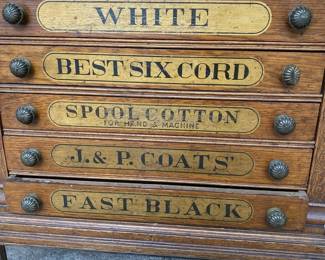 WHITE
BEST SIX CORD
SPOOL COTTON
FOR HAND & MACHINE
J. & P. COATS'
FAST BLACK